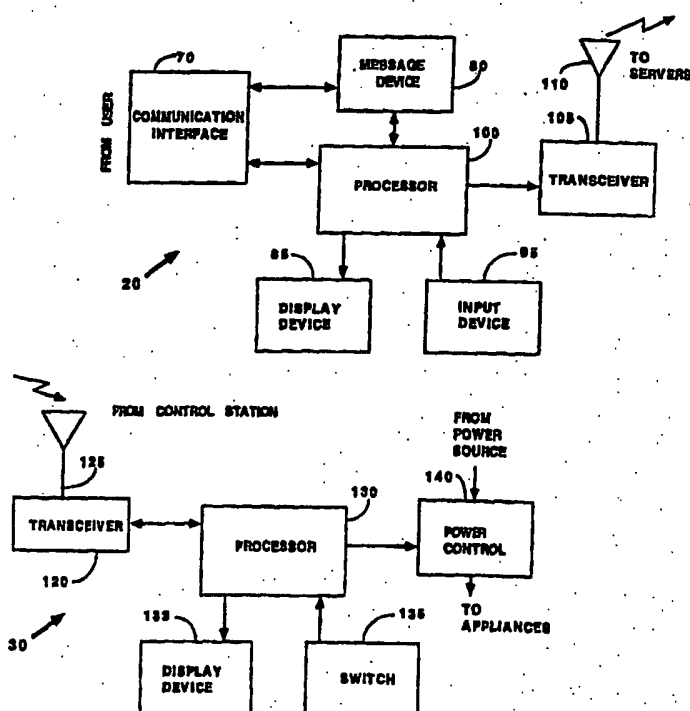 70
COMMUNICATION
INTERFACE
FROM USER
MESSAGE
DEVICE
80
110
TO
SERVERS
105
TRANSCEIVER
100
PROCESSOR
20
85
DISPLAY
DEVICE
95
INPUT
DEVICE
FROM CONTROL STATION
125
TRANSCEIVER
120
30
130
PROCESSOR
FROM
POWER
SOURCE
140
POWER
CONTROL
TO
APPLIANCES
133
DISPLAY
DEVICE
135
SWITCH